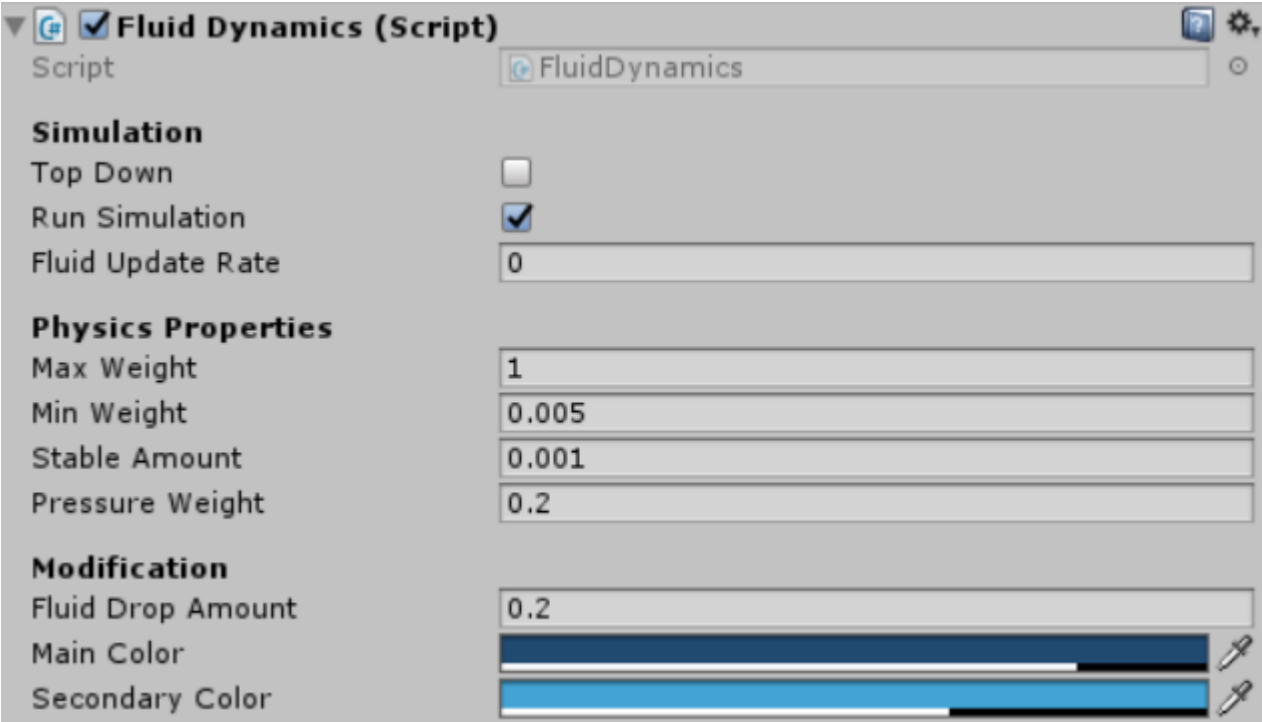 Fluid Dynamics (Script)
Script FluidDynamics
Simulation
Top Down
Run Simulation
Fluid Update Rate 0
Physics Properties
Max Weight 1
Min Weight 0.005
Stable Amount 0.001
Pressure Weight 0.2
Modification
Fluid Drop Amount 0.2
Main Color
Secondary Color